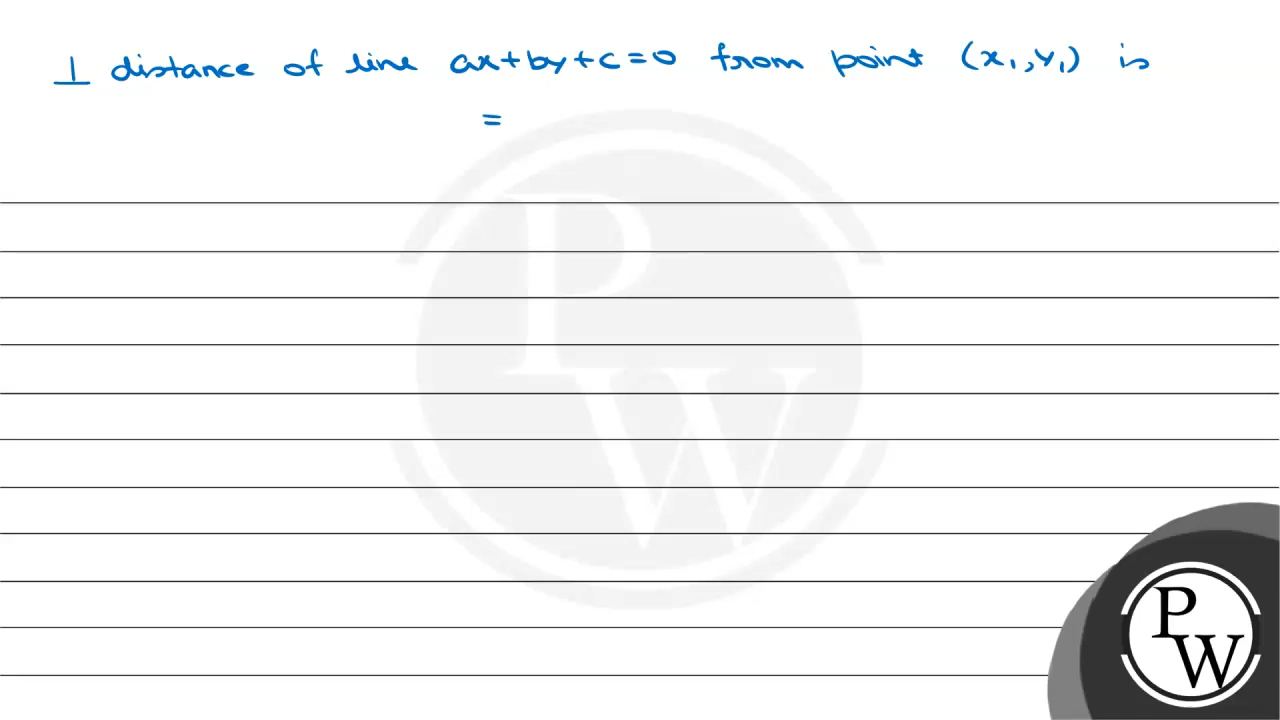 ⊥ distance of line ax+by+c=0 from point (x₁,y₁) is
=
P
W
P
W